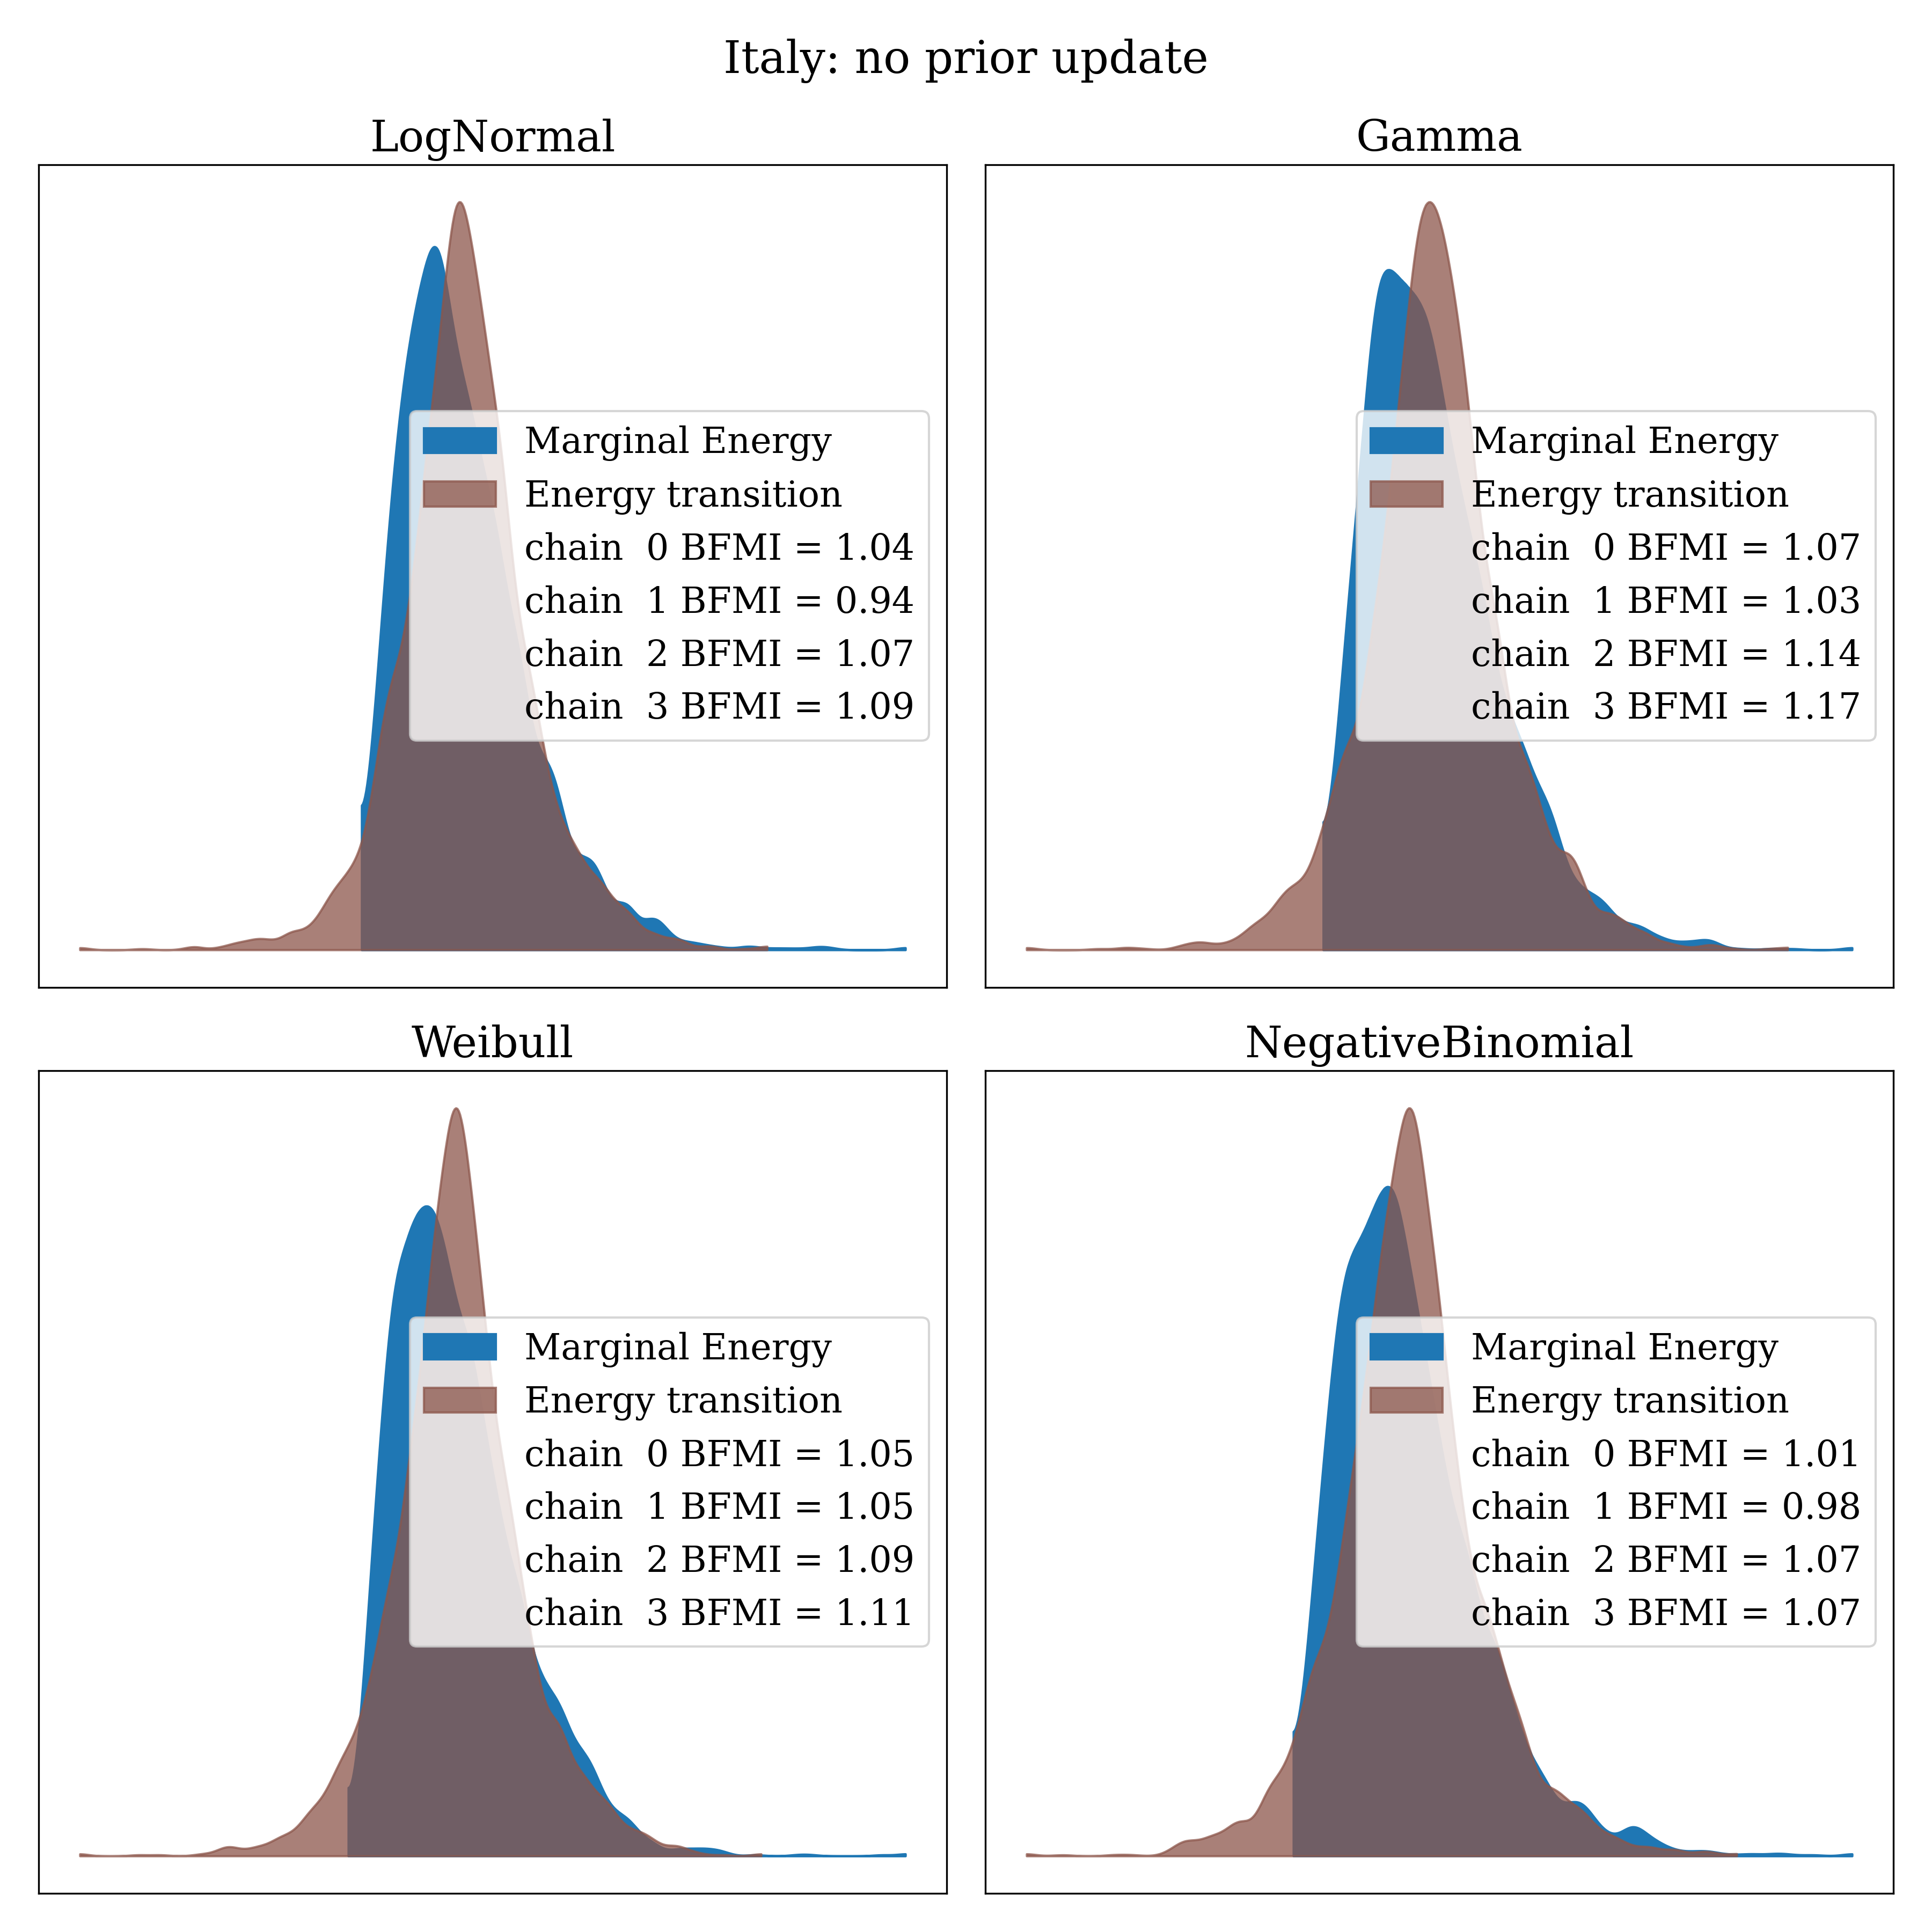 Italy: no prior update
LogNormal
Marginal Energy
Energy transition
chain  0 BFMI = 1.04
chain  1 BFMI = 0.94
chain  2 BFMI = 1.07
chain  3 BFMI = 1.09
Gamma
Marginal Energy
Energy transition
chain  0 BFMI = 1.07
chain  1 BFMI = 1.03
chain  2 BFMI = 1.14
chain  3 BFMI = 1.17
Weibull
Marginal Energy
Energy transition
chain  0 BFMI = 1.05
chain  1 BFMI = 1.05
chain  2 BFMI = 1.09
chain  3 BFMI = 1.11
NegativeBinomial
Marginal Energy
Energy transition
chain  0 BFMI = 1.01
chain  1 BFMI = 0.98
chain  2 BFMI = 1.07
chain  3 BFMI = 1.07